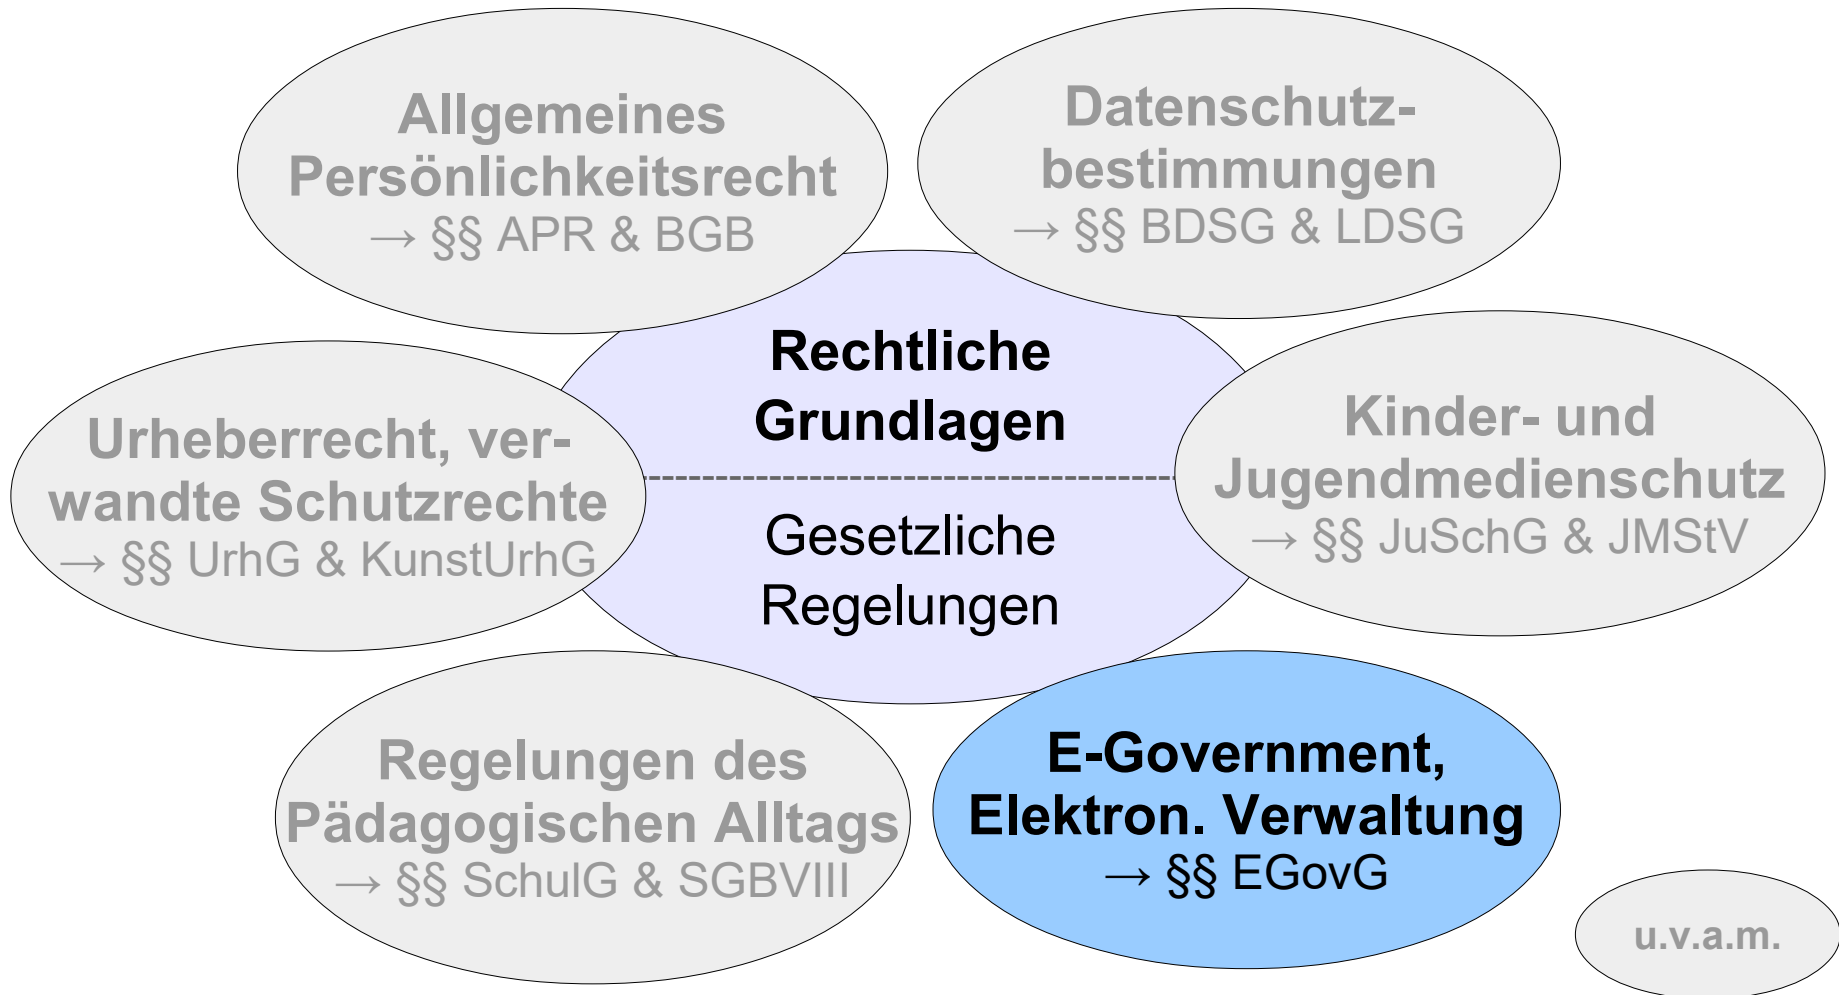 Allgemeines
Persönlichkeitsrecht
→ §§ APR & BGB
Datenschutz-
bestimmungen
→ §§ BDSG & LDSG
Rechtliche
Grundlagen
Gesetzliche
Regelungen
Urheberrecht, ver-
wandte Schutzrechte
→ §§ UrhG & KunstUrhG
Kinder- und
Jugendmedienschutz
→ §§ JuSchG & JMStV
Regelungen des
Pädagogischen Alltags
→ §§ SchulG & SGBVIII
E-Government,
Elektron. Verwaltung
→ §§ EGovG
u.v.a.m.